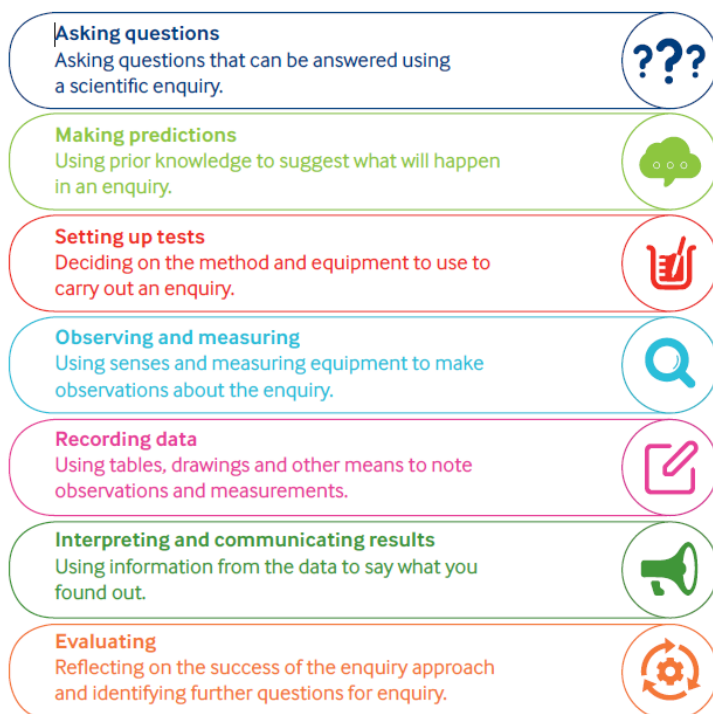 Asking questions
Asking questions that can be answered using
a scientific enquiry.
???
Making predictions
Using prior knowledge to suggest what will happen
in an enquiry.
Setting up tests
Deciding on the method and equipment to use to
carry out an enquiry.
Observing and measuring
Using senses and measuring equipment to make
observations about the enquiry.
Recording data
Using tables, drawings and other means to note
observations and measurements.
Interpreting and communicating results
Using information from the data to say what you
found out.
Evaluating
Reflecting on the success of the enquiry approach
and identifying further questions for enquiry.